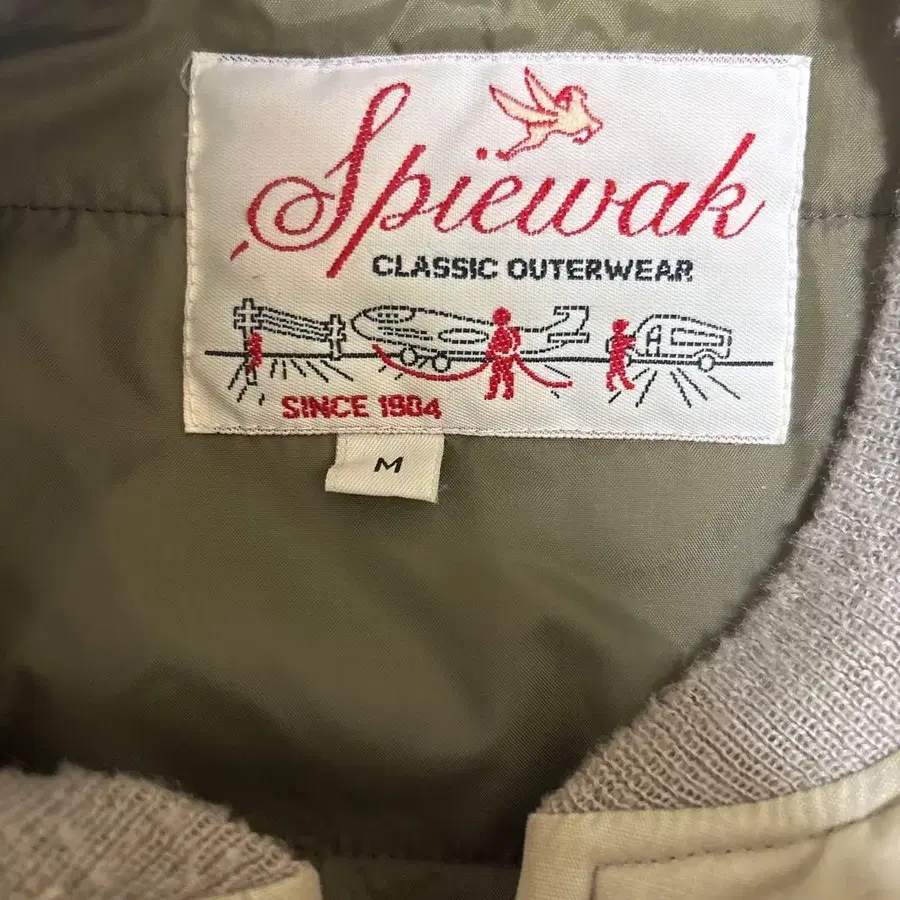 Spiewak
CLASSIC OUTERWEAR
SINCE 1904
M